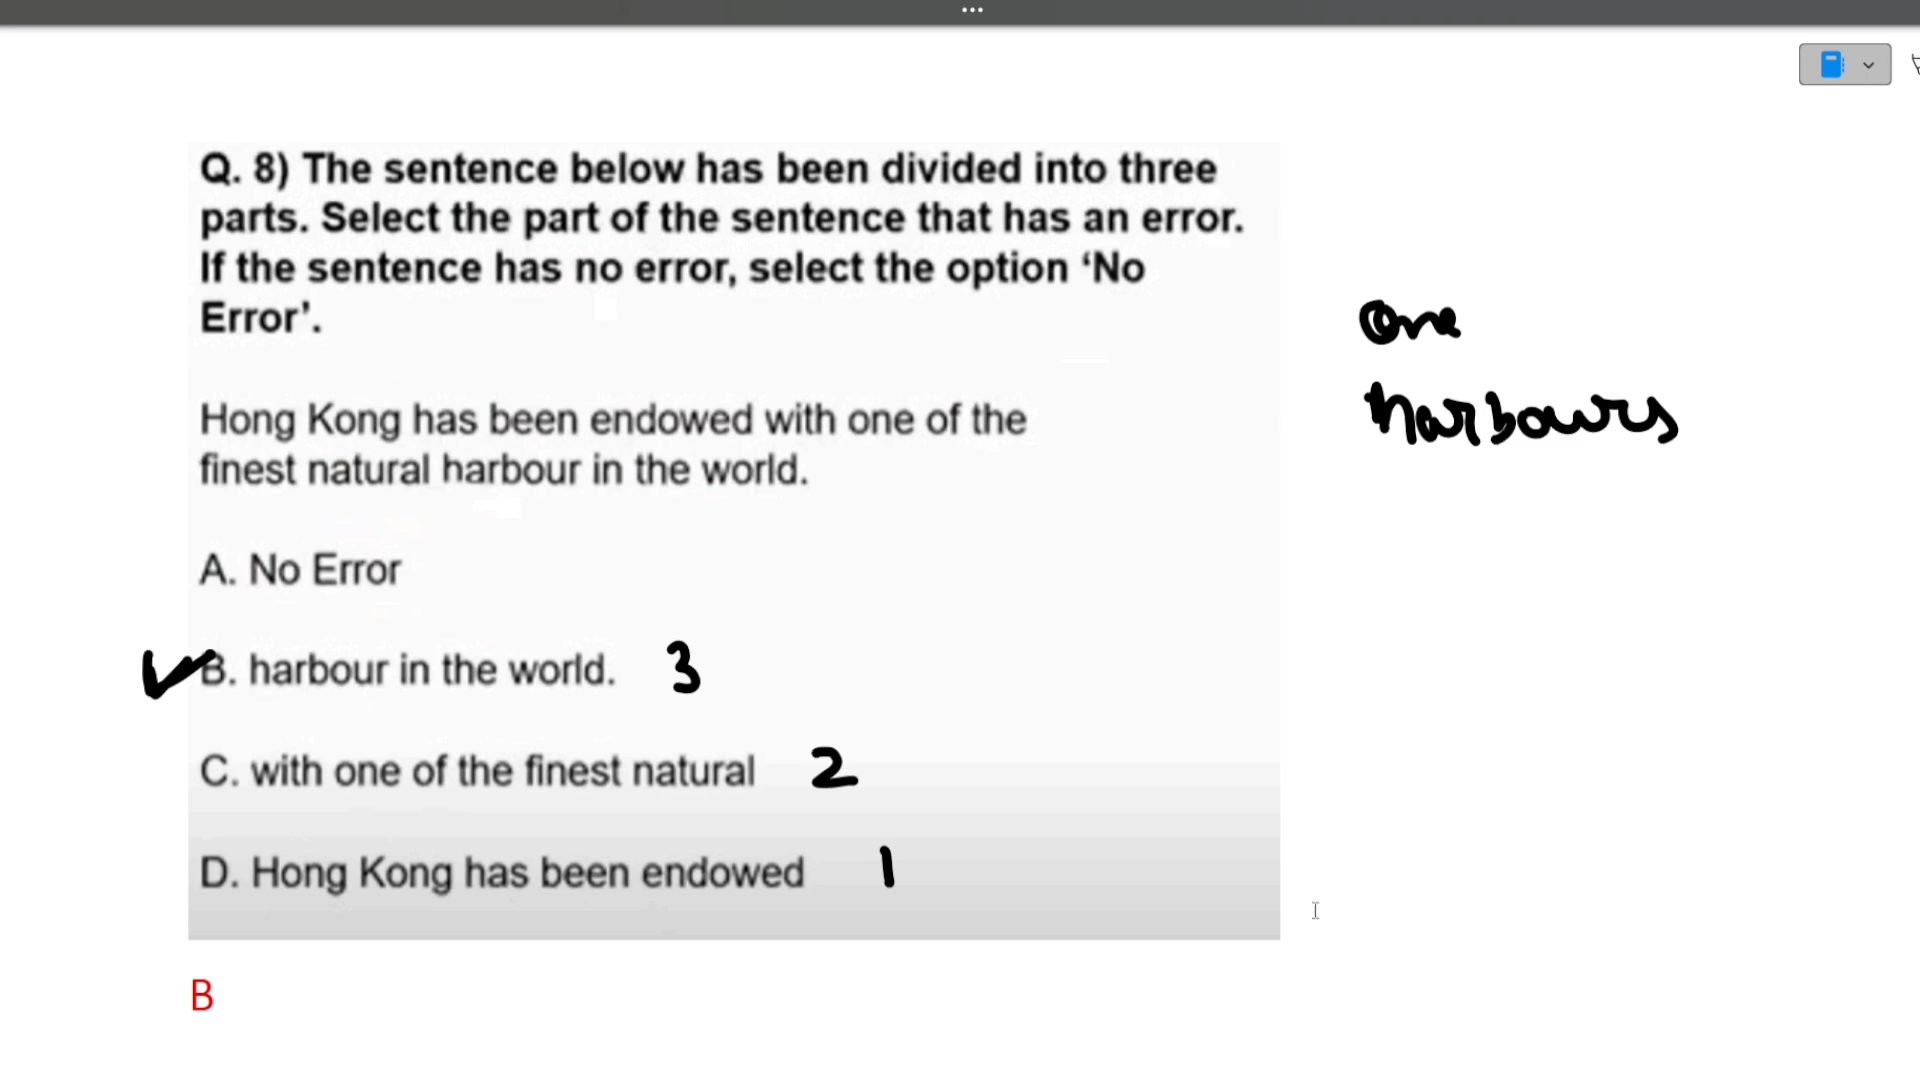 Q. 8) The sentence below has been divided into three
parts. Select the part of the sentence that has an error.
If the sentence has no error, select the option ‘No
Error’.
Hong Kong has been endowed with one of the
finest natural harbour in the world.
A. No Error
B. harbour in the world. 3
C. with one of the finest natural 2
D. Hong Kong has been endowed 1
B
one
harbours